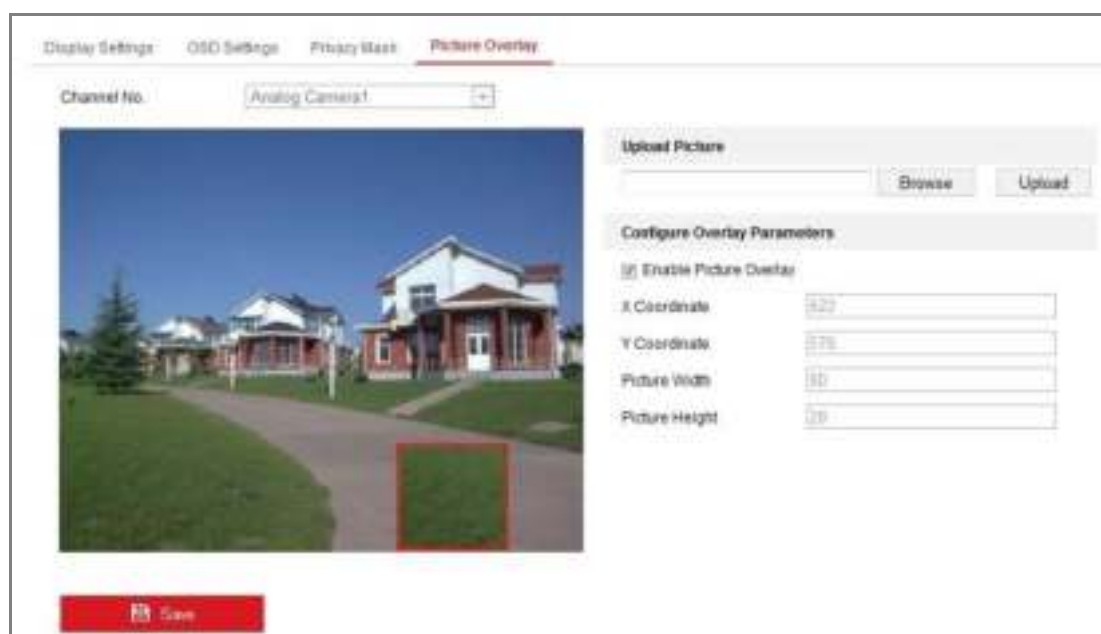 Display Settings OSD Settings Privacy Mask Picture Overlay
Channel No. Analog Camera1
Upload Picture
Browse Upload
Configure Overlay Parameters
Enable Picture Overlay
X Coordinate
Y Coordinate
Picture Width
Picture Height
Save